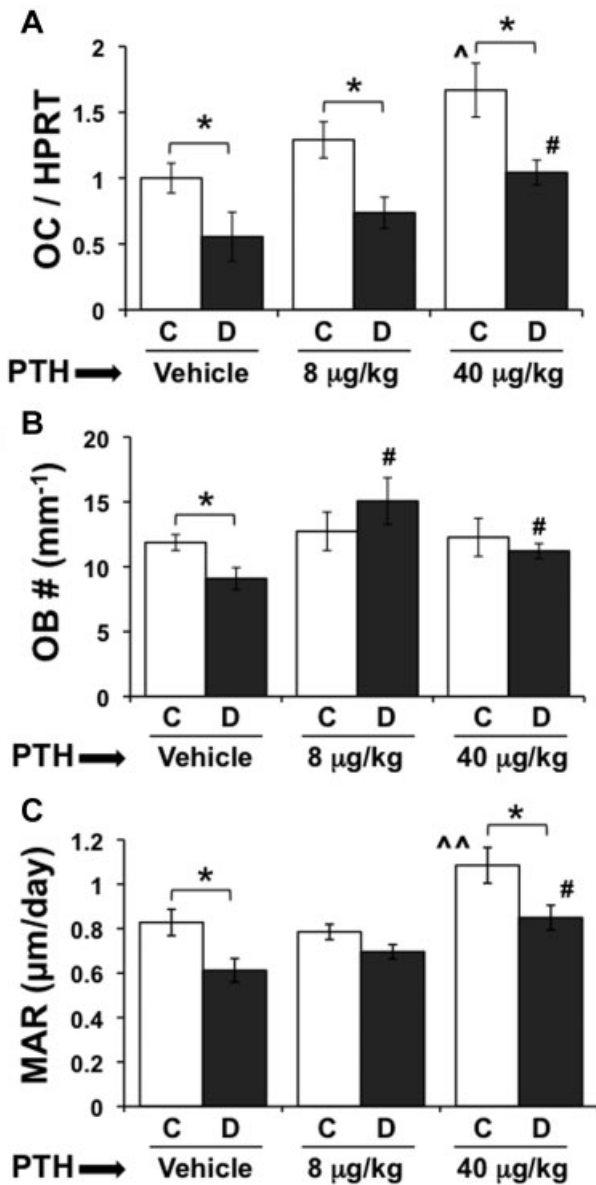 A
OC / HPRT
2
1.5
1
0.5
0
*
*
^
*
#
C D C D C D
PTH Vehicle 8 µg/kg 40 µg/kg
B
OB # (mm⁻¹)
20
15
10
5
0
*
#
#
C D C D C D
PTH Vehicle 8 µg/kg 40 µg/kg
C
MAR (µm/day)
1.2
1
0.8
0.6
0.4
0.2
0
*
^^
*
#
C D C D C D
PTH Vehicle 8 µg/kg 40 µg/kg